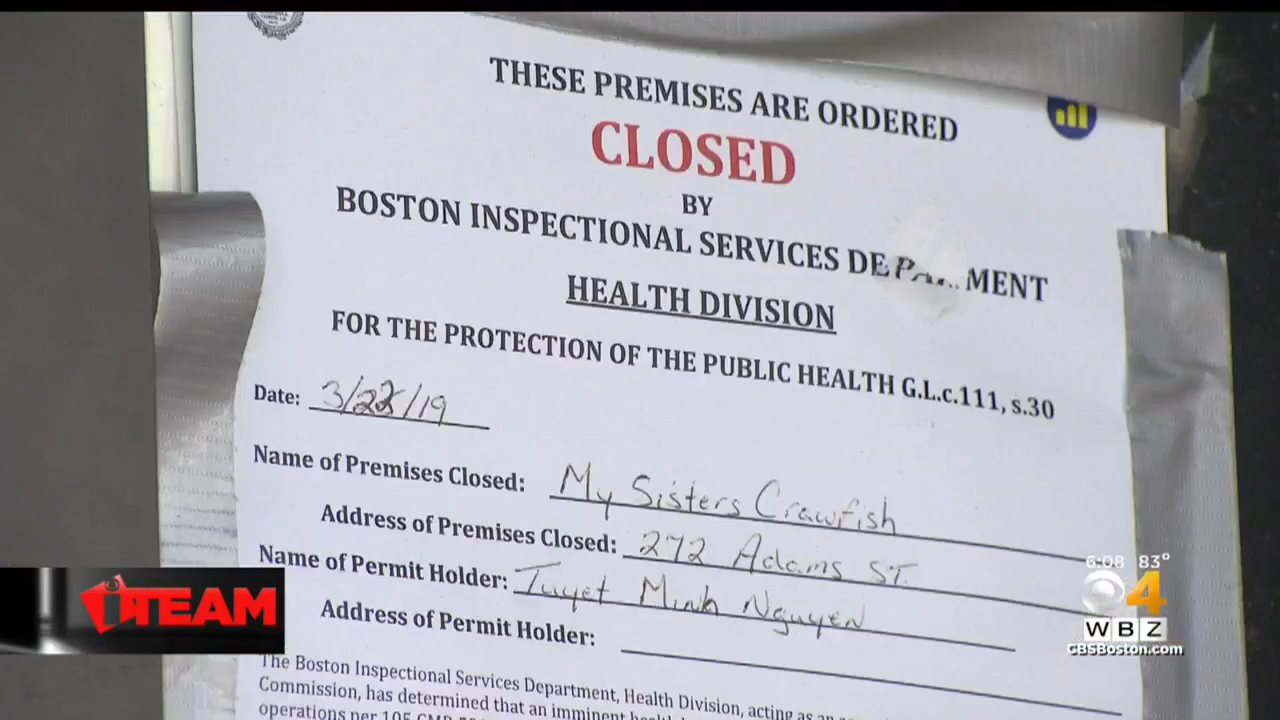 THESE PREMISES ARE ORDERED
CLOSED
BY
BOSTON INSPECTIONAL SERVICES DEPARTMENT
HEALTH DIVISION
FOR THE PROTECTION OF THE PUBLIC HEALTH G.L.c.111, s.30
Date: 3/22/19
Name of Premises Closed: My Sisters Crawfish
Address of Premises Closed: 272 Adams ST.
Name of Permit Holder: Tuyet Minh Nguyen
Address of Permit Holder:
The Boston Inspectional Services Department, Health Division, acting as an
Commission, has determined that an imminent health
operations per 105 CMR
iTEAM
6:08 83°
4
WBZ
CBSBoston.com